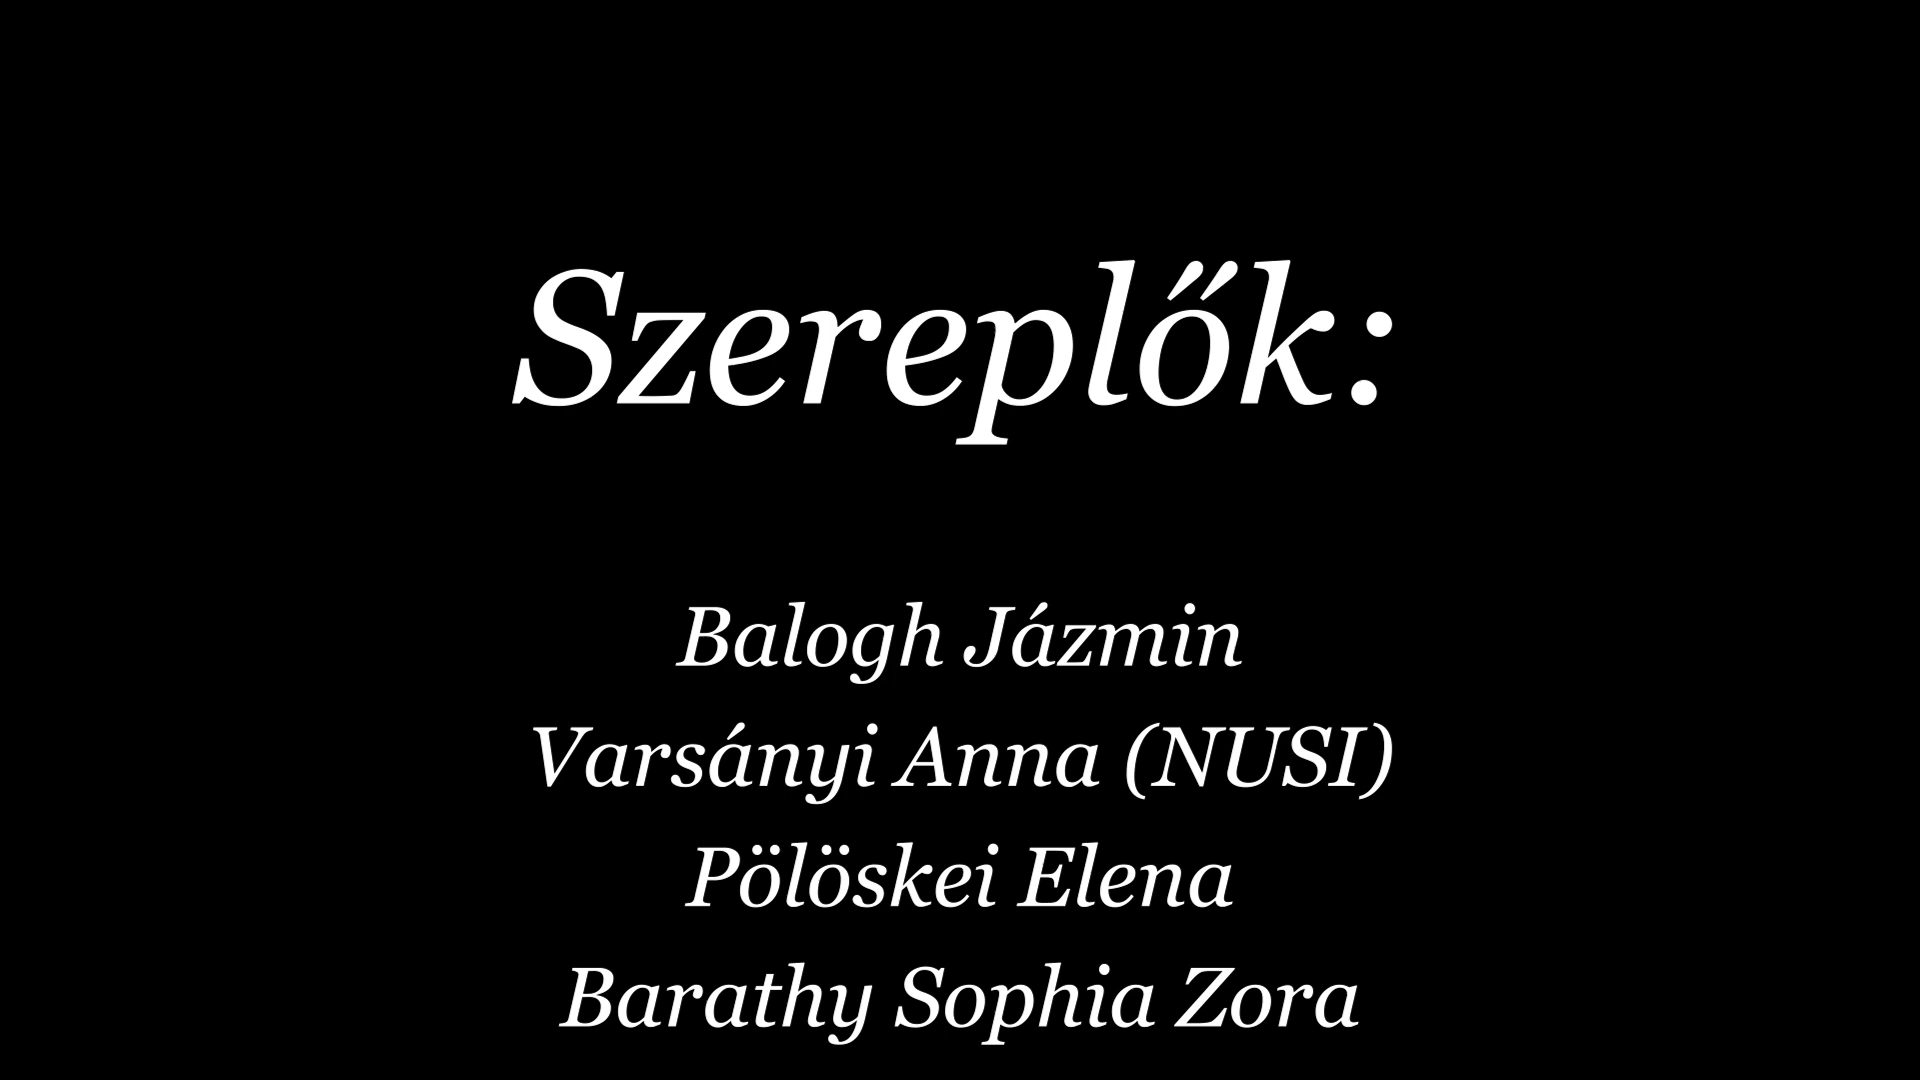 Szereplők:
Balogh Jázmin
Varsányi Anna (NUSI)
Pölöskei Elena
Barathy Sophia Zora